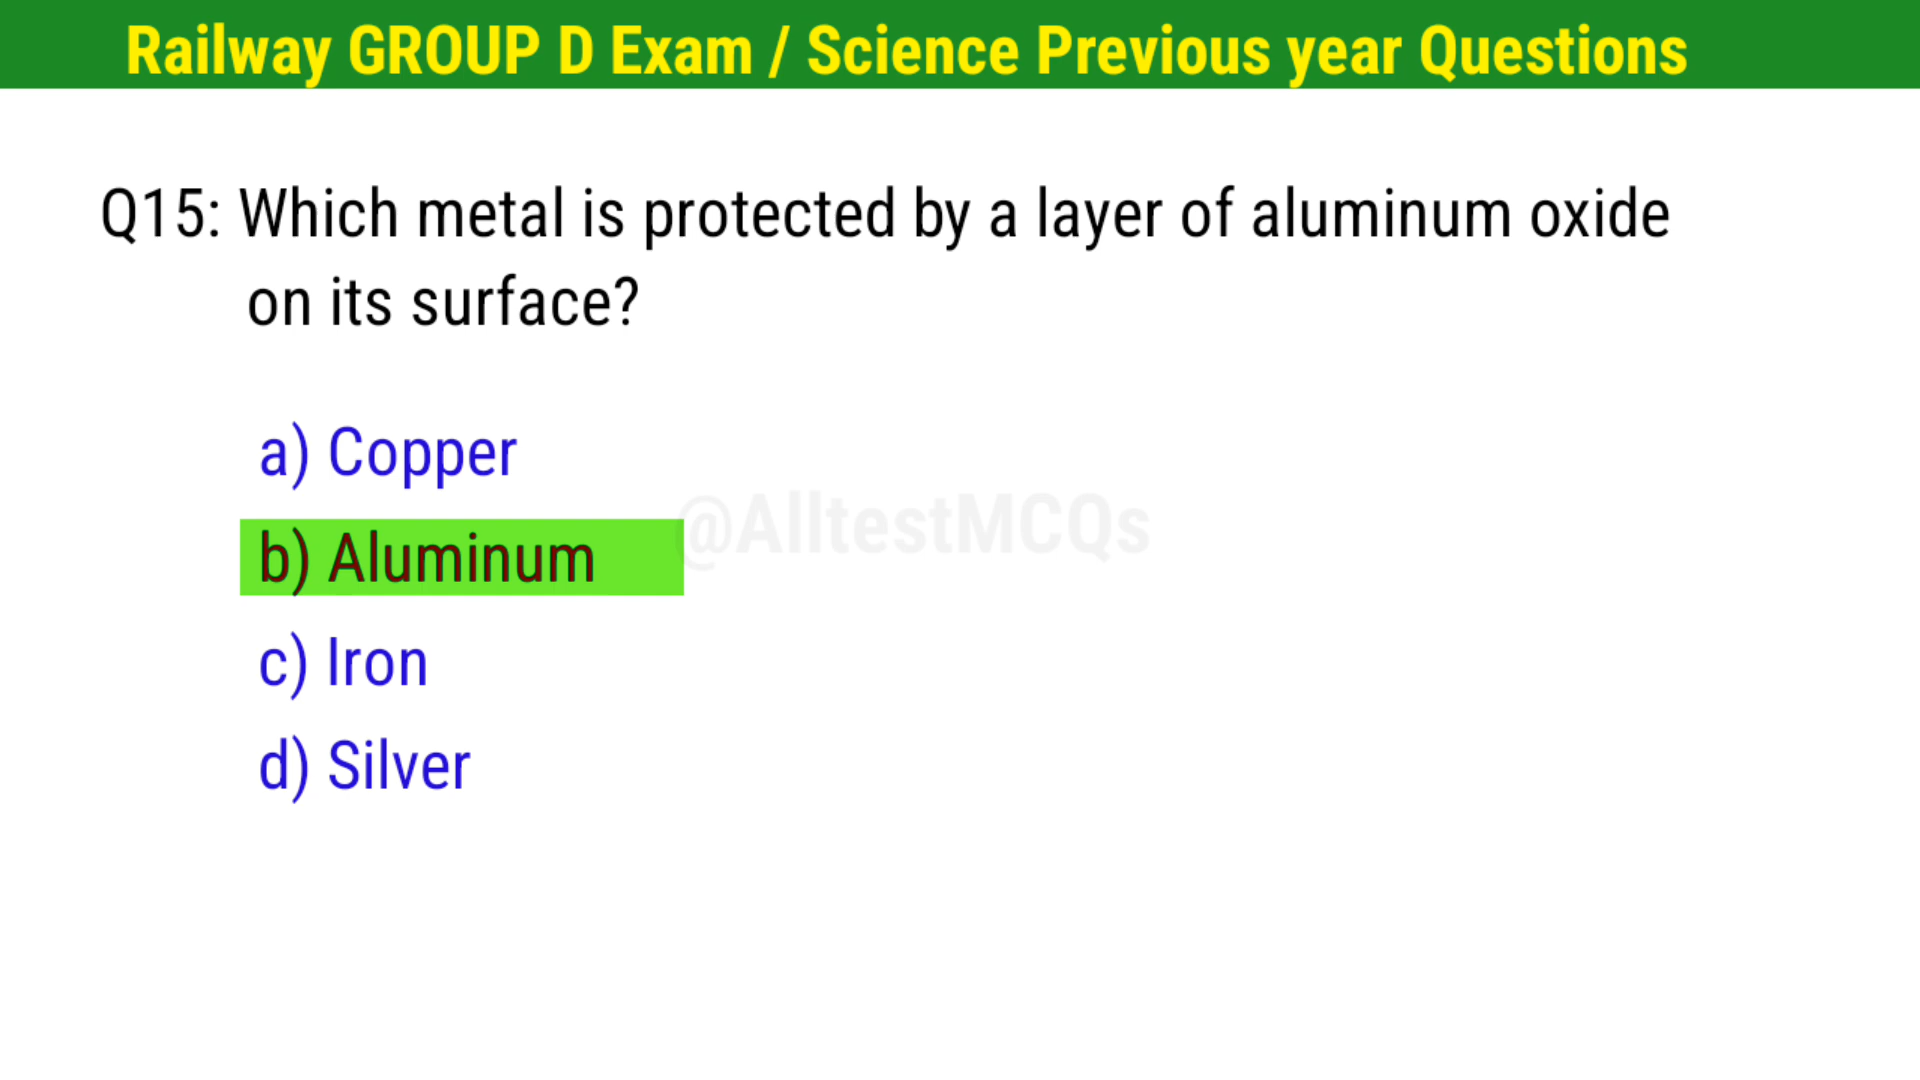 Railway GROUP D Exam / Science Previous year Questions
Q15: Which metal is protected by a layer of aluminum oxide
on its surface?
a) Copper
@AlltestMCQs
b) Aluminum
c) Iron
d) Silver